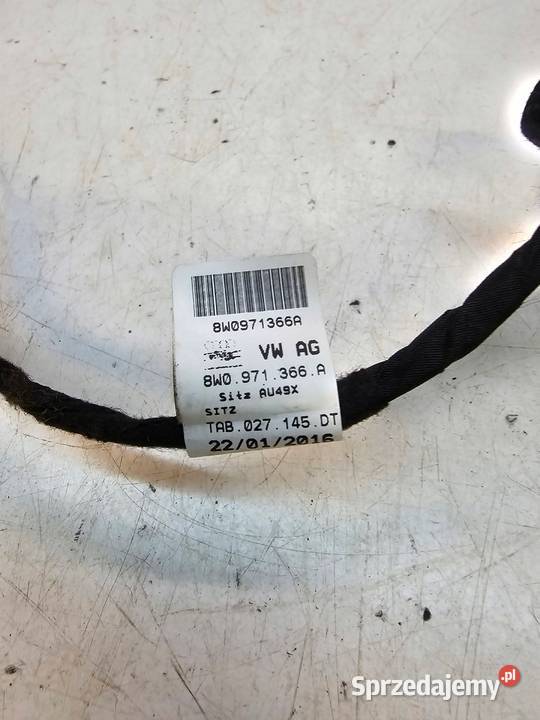 8W0971366A
VW AG
8W0.971.366.A
Sitz AU49X
SITZ
TAB.027.145.DT
22/01/2016
Sprzedajemy.pl